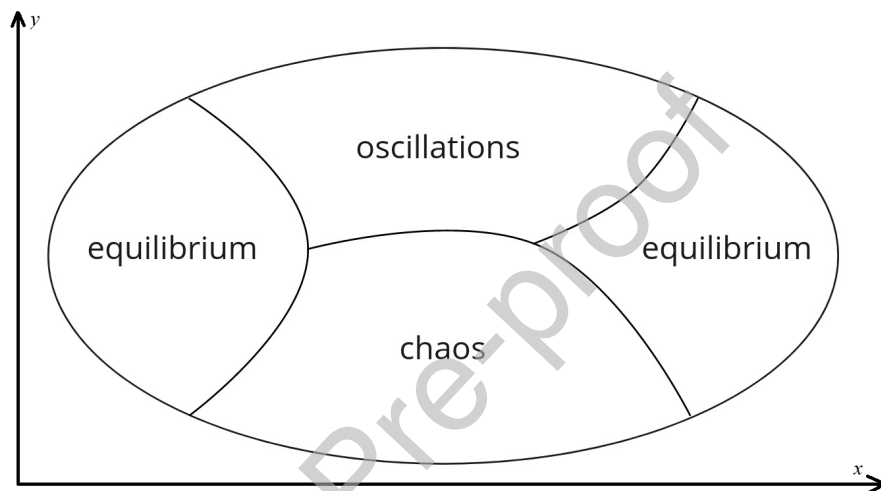 y
oscillations
equilibrium
equilibrium
chaos
Pre-proof
x